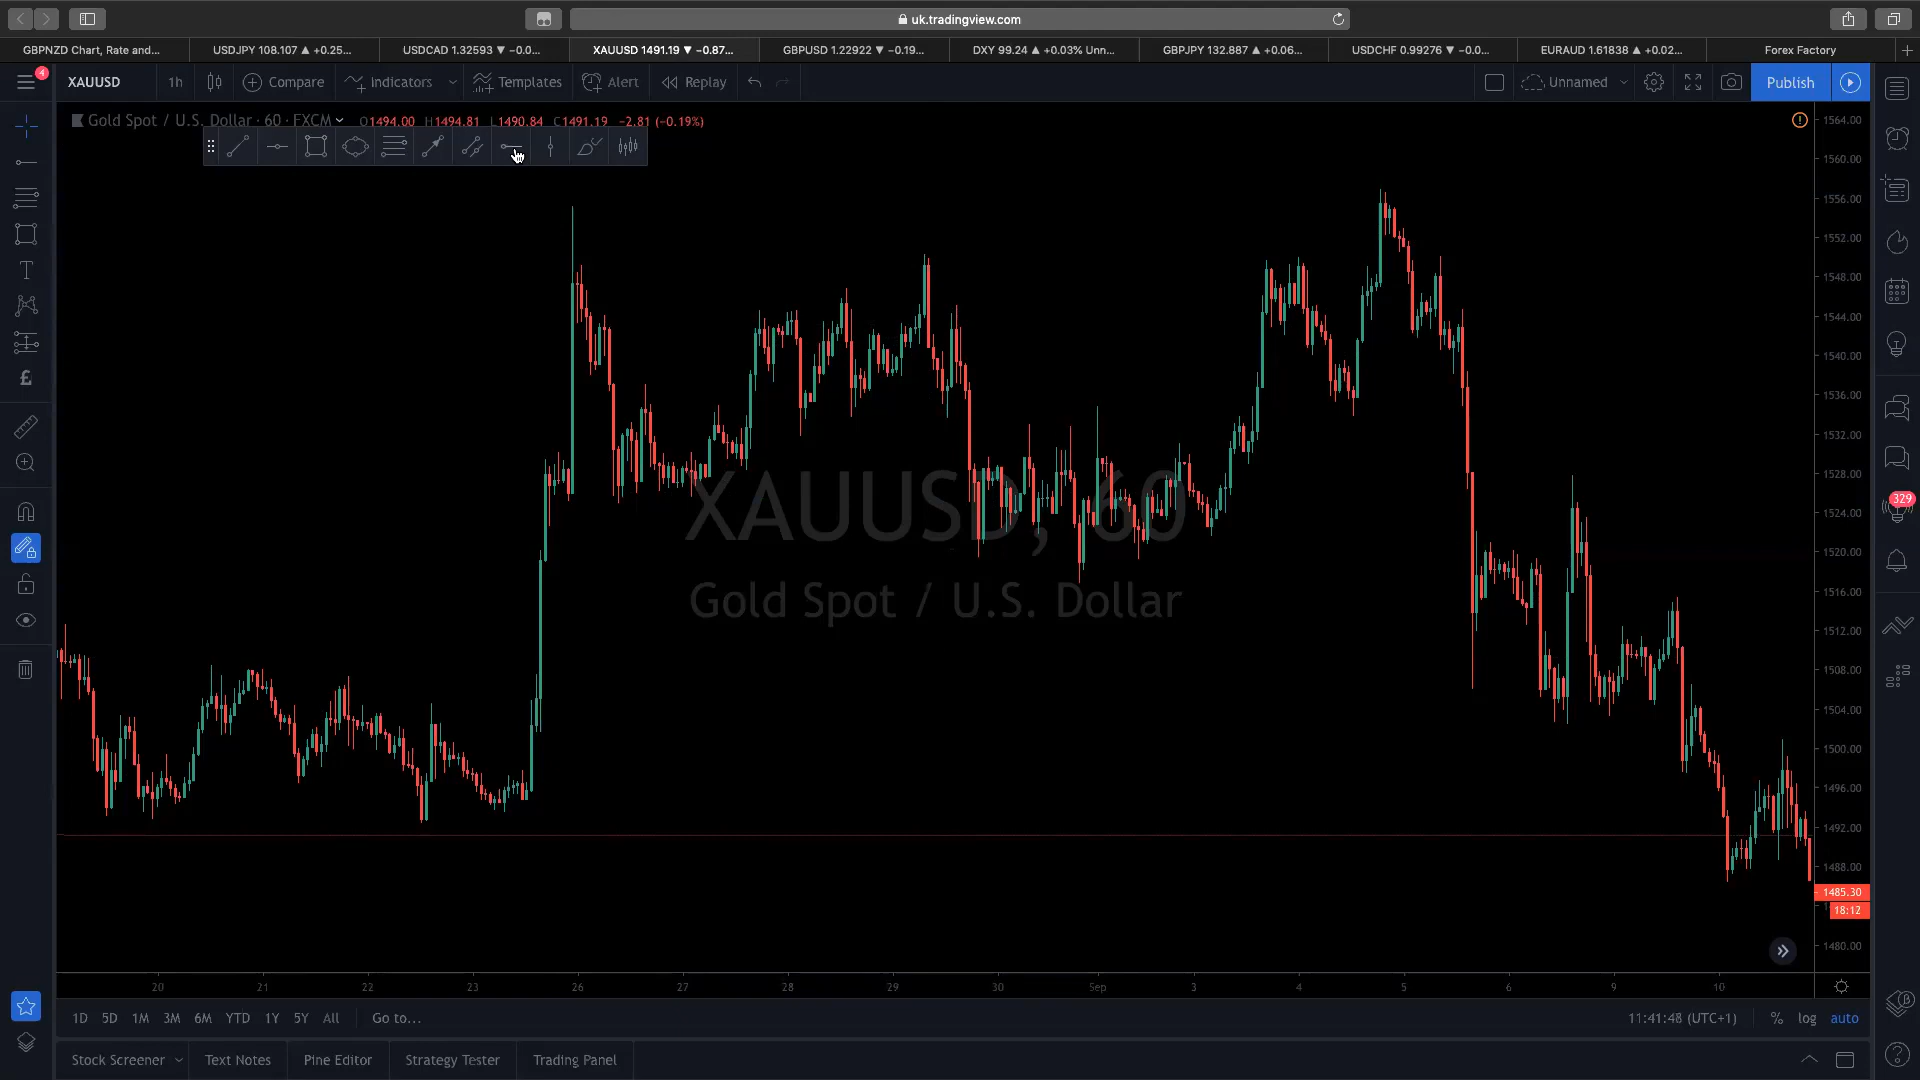 uk.tradingview.com
GBPNZD Chart, Rate and...
USDJPY 108.107 ▲ +0.25...
USDCAD 1.32593 ▼ −0.0...
XAUUSD 1491.19 ▼ −0.87...
GBPUSD 1.22922 ▼ −0.19...
DXY 99.24 ▲ +0.03% Unn...
GBPJPY 132.887 ▲ +0.06...
USDCHF 0.99276 ▼ −0.0...
EURAUD 1.61838 ▲ +0.02...
Forex Factory
4
XAUUSD 1h Compare Indicators Templates Alert Replay Unnamed Publish
Gold Spot / U.S. Dollar · 60 · FXCM O1494.00 H1494.81 L1490.84 C1491.19 −2.81 (−0.19%)
1564.00
1560.00
1556.00
1552.00
1548.00
1544.00
1540.00
1536.00
1532.00
1528.00
1524.00
1520.00
1516.00
1512.00
1508.00
1504.00
1500.00
1496.00
1492.00
1488.00
1485.30
18:12
1480.00
XAUUSD, 60
Gold Spot / U.S. Dollar
329
20 21 22 23 26 27 28 29 30 Sep 3 4 5 6 9 10
1D 5D 1M 3M 6M YTD 1Y 5Y All Go to... 11:41:48 (UTC+1) % log auto
Stock Screener Text Notes Pine Editor Strategy Tester Trading Panel